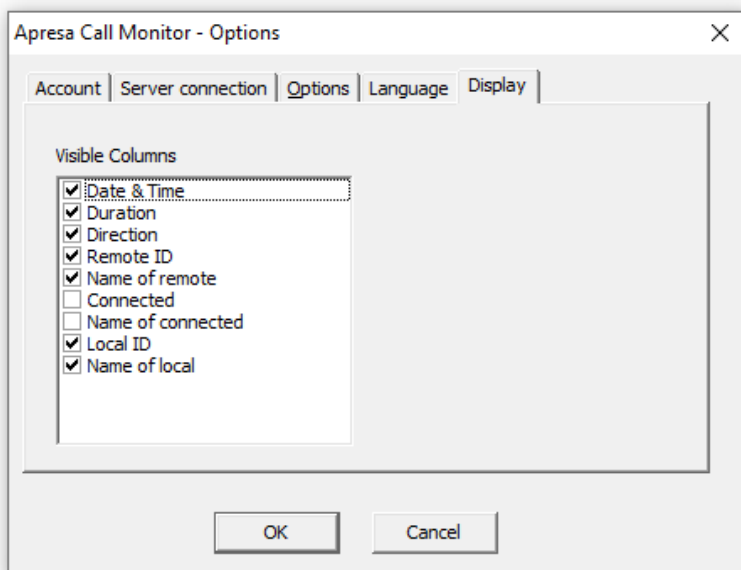 Apresa Call Monitor - Options
Account Server connection Options Language Display
Visible Columns
Date & Time
Duration
Direction
Remote ID
Name of remote
Connected
Name of connected
Local ID
Name of local
OK Cancel